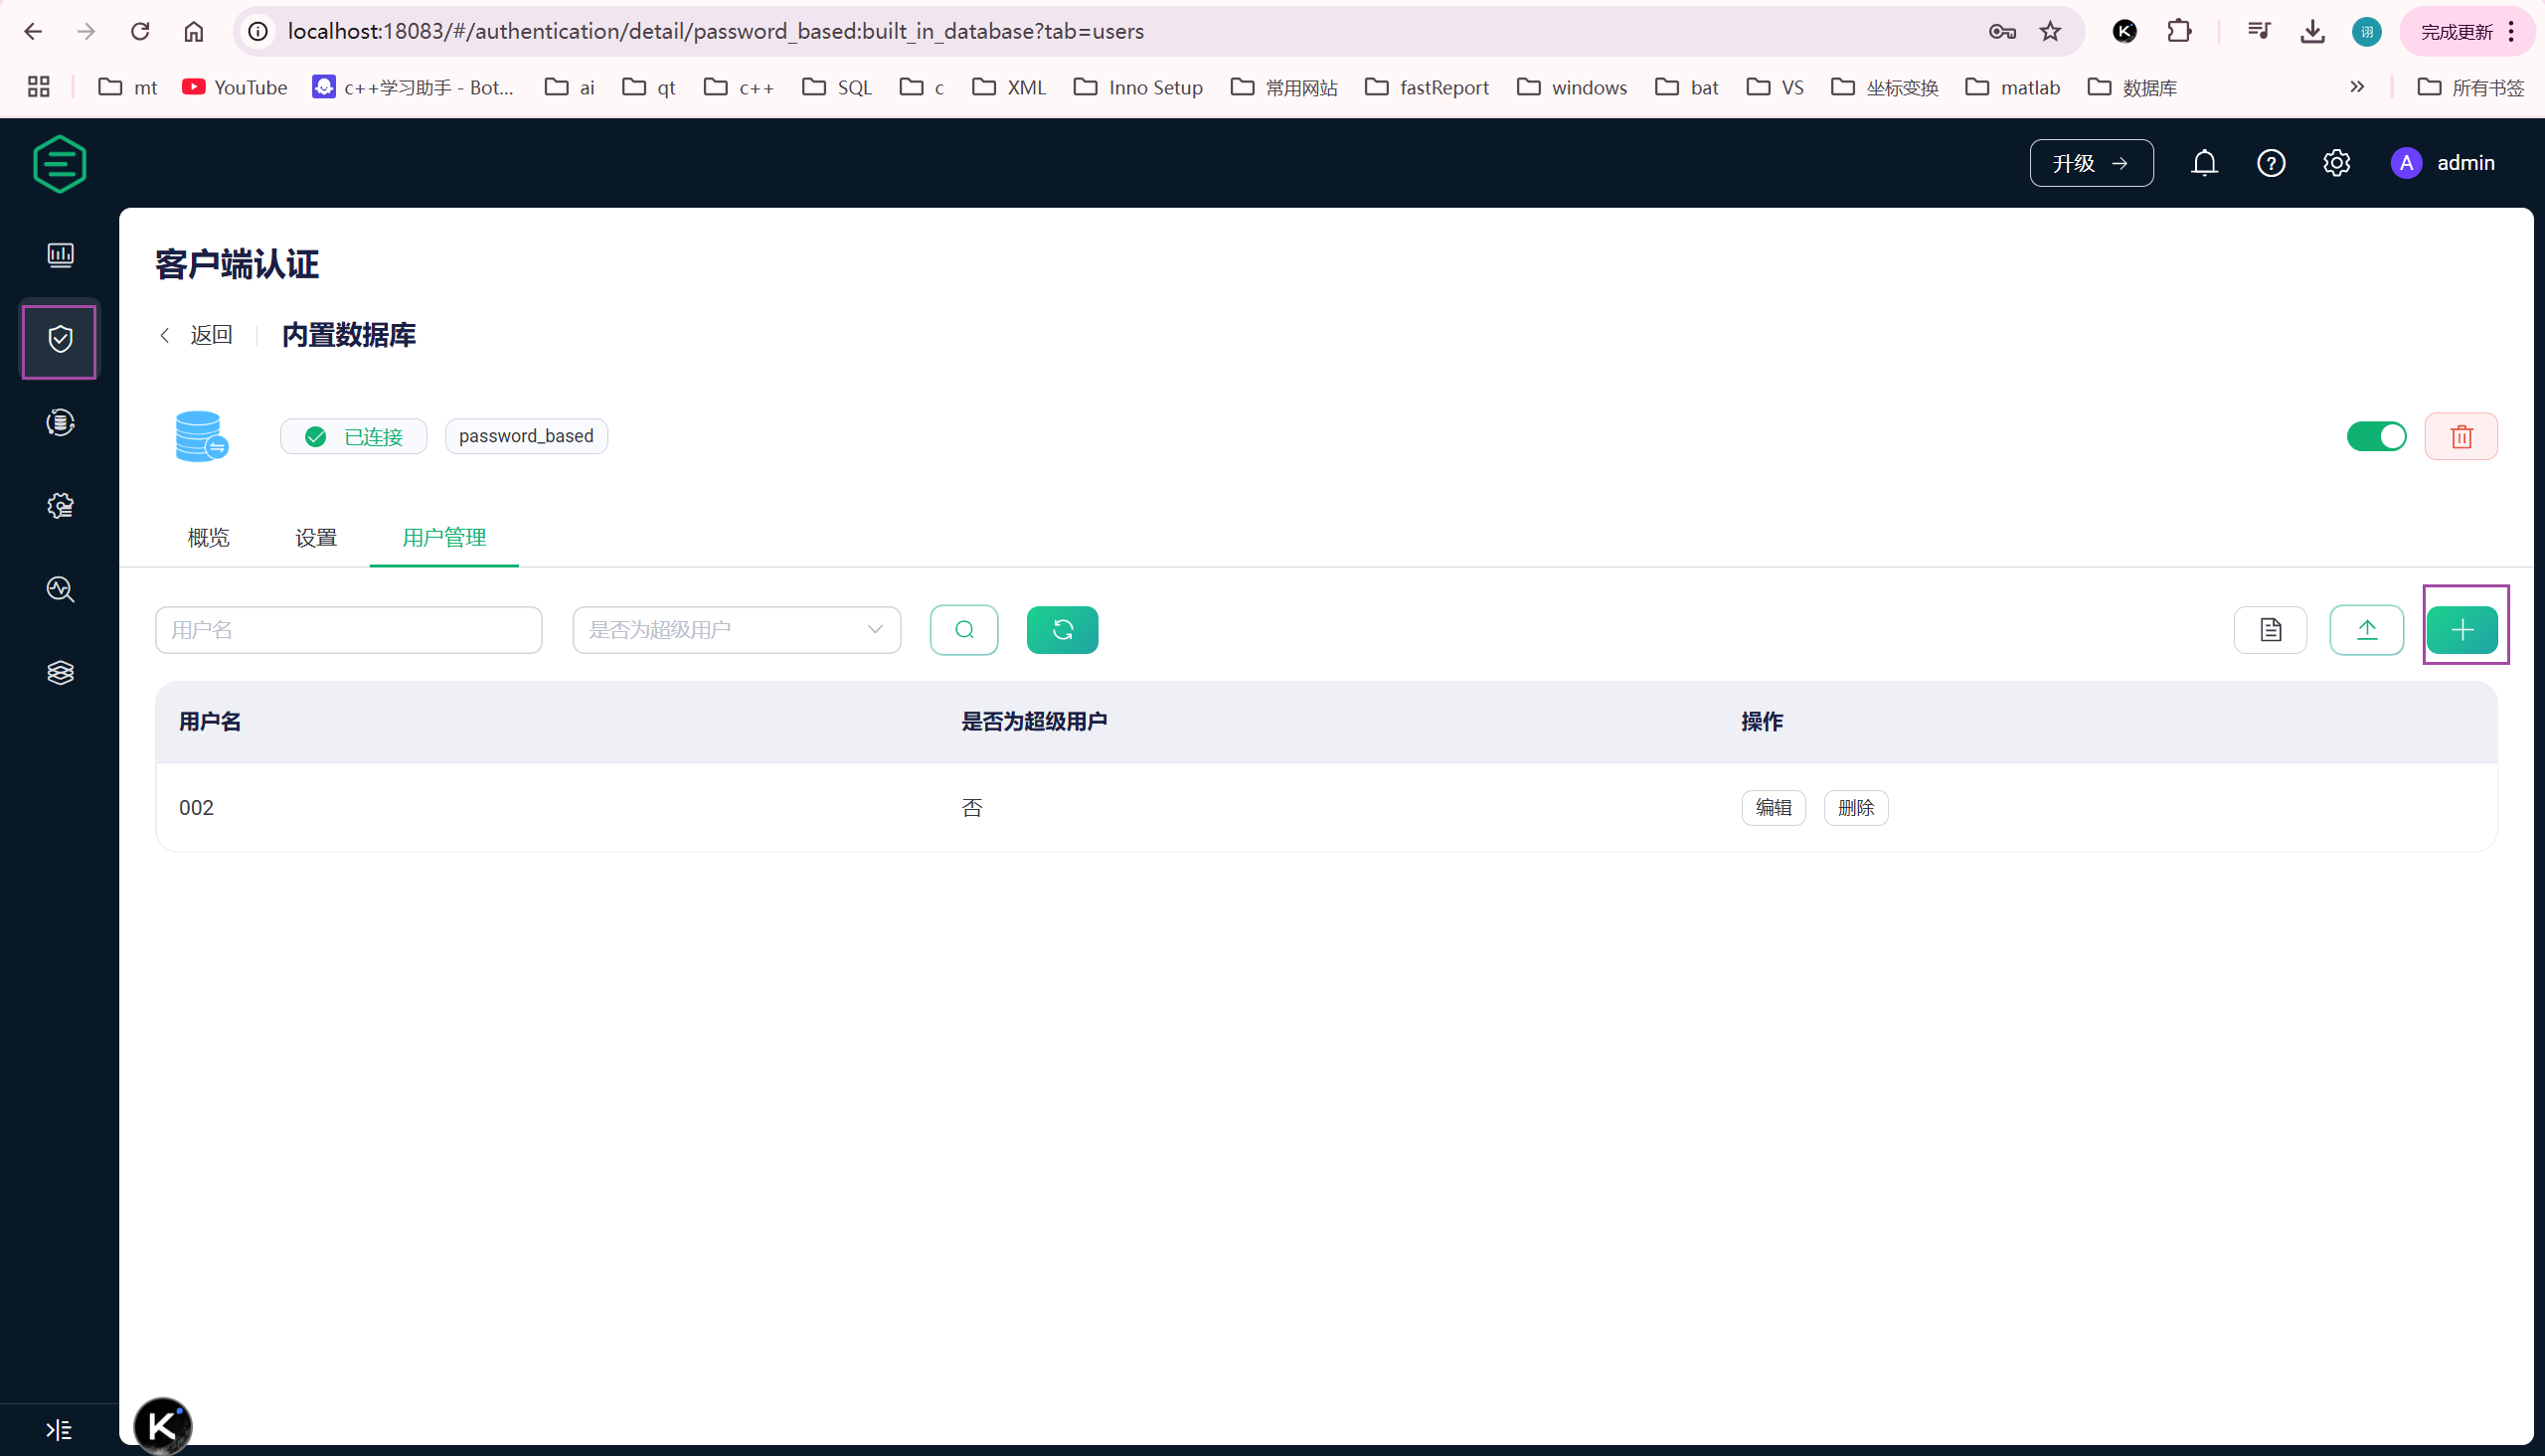 localhost:18083/#/authentication/detail/password_based:built_in_database?tab=users
诩
完成更新
mt
YouTube
c++学习助手 - Bot...
ai
qt
c++
SQL
c
XML
Inno Setup
常用网站
fastReport
windows
bat
VS
坐标变换
matlab
数据库
所有书签
升级
A
admin
客户端认证
返回
内置数据库
已连接
password_based
概览
设置
用户管理
用户名
是否为超级用户
用户名
是否为超级用户
操作
002
否
编辑
删除
K